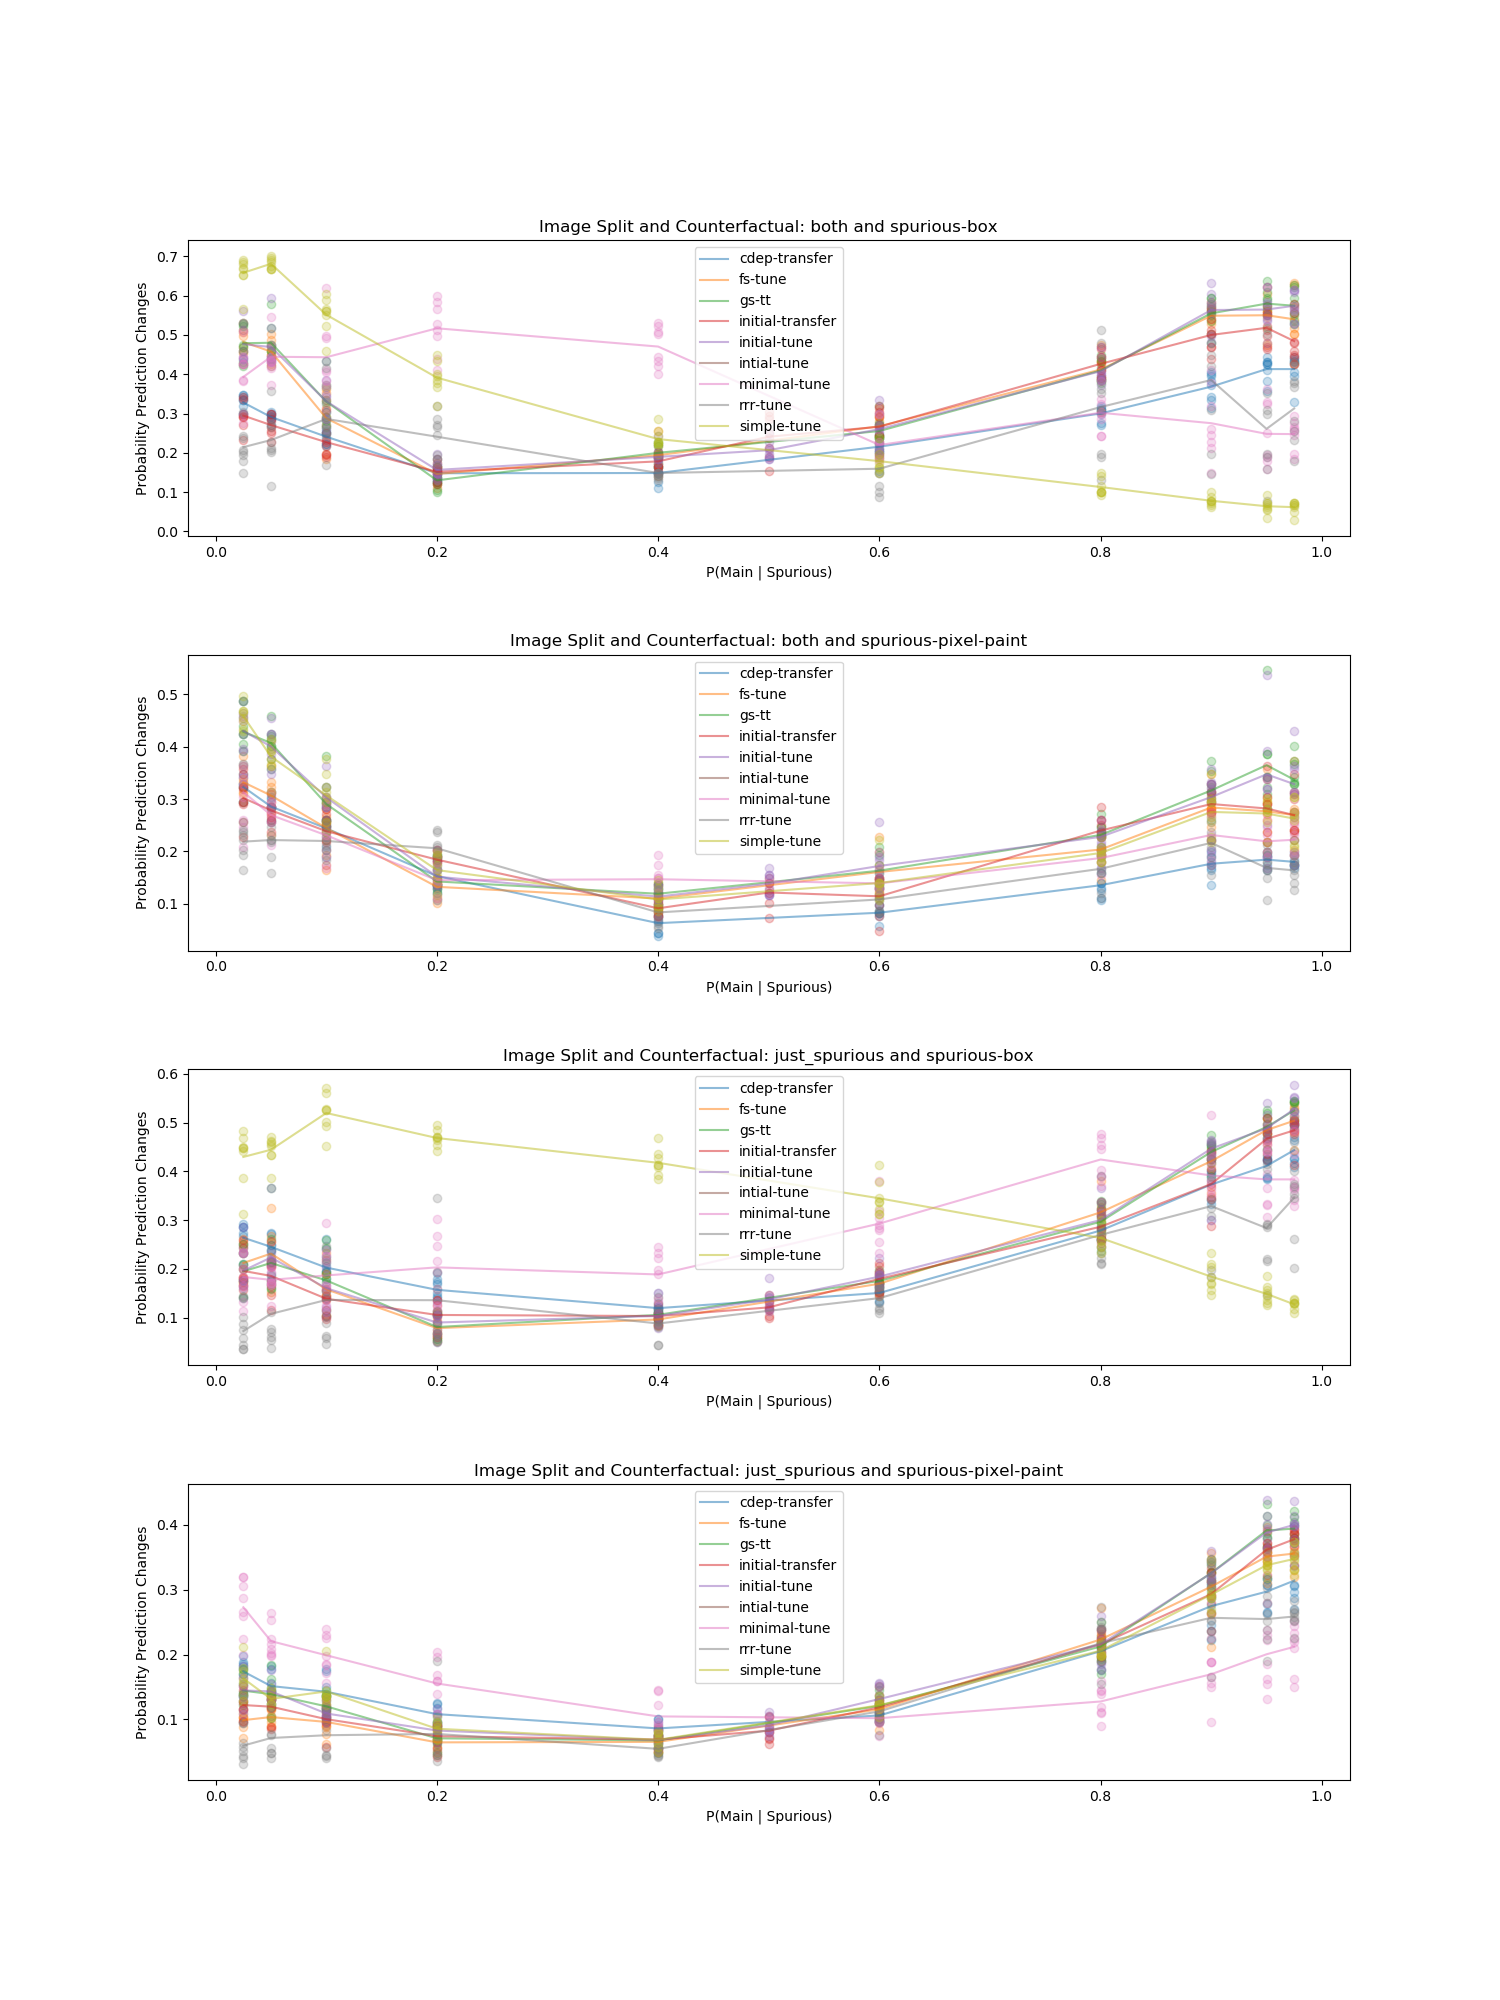 Image Split and Counterfactual: both and spurious-box
0.7
0.6
0.5
0.4
0.3
0.2
0.1
0.0
Probability Prediction Changes
cdep-transfer
fs-tune
gs-tt
initial-transfer
initial-tune
intial-tune
minimal-tune
rrr-tune
simple-tune
0.0 0.2 0.4 0.6 0.8 1.0
P(Main | Spurious)
Image Split and Counterfactual: both and spurious-pixel-paint
0.5
0.4
0.3
0.2
0.1
Probability Prediction Changes
cdep-transfer
fs-tune
gs-tt
initial-transfer
initial-tune
intial-tune
minimal-tune
rrr-tune
simple-tune
0.0 0.2 0.4 0.6 0.8 1.0
P(Main | Spurious)
Image Split and Counterfactual: just_spurious and spurious-box
0.6
0.5
0.4
0.3
0.2
0.1
Probability Prediction Changes
cdep-transfer
fs-tune
gs-tt
initial-transfer
initial-tune
intial-tune
minimal-tune
rrr-tune
simple-tune
0.0 0.2 0.4 0.6 0.8 1.0
P(Main | Spurious)
Image Split and Counterfactual: just_spurious and spurious-pixel-paint
0.4
0.3
0.2
0.1
Probability Prediction Changes
cdep-transfer
fs-tune
gs-tt
initial-transfer
initial-tune
intial-tune
minimal-tune
rrr-tune
simple-tune
0.0 0.2 0.4 0.6 0.8 1.0
P(Main | Spurious)